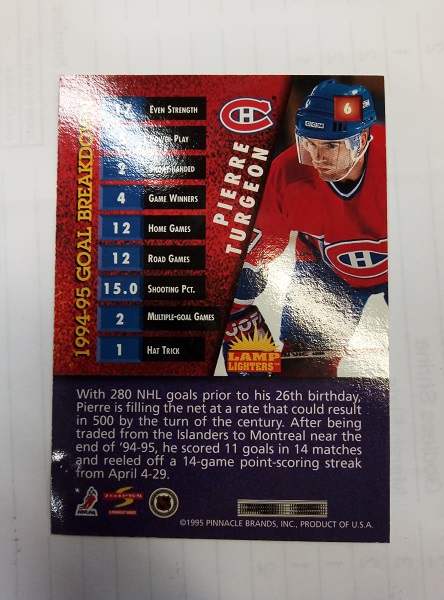 1994-95 GOAL BREAKDOWN
EVEN STRENGTH
POWER PLAY
2 SHORT-HANDED
4 GAME WINNERS
12 HOME GAMES
12 ROAD GAMES
15.0 SHOOTING PCT.
2 MULTIPLE-GOAL GAMES
1 HAT TRICK
PIERRE
TURGEON
6
LAMP
LIGHTERS™
With 280 NHL goals prior to his 26th birthday,
Pierre is filling the net at a rate that could result
in 500 by the turn of the century. After being
traded from the Islanders to Montreal near the
end of '94-95, he scored 11 goals in 14 matches
and reeled off a 14-game point-scoring streak
from April 4-29.
NHLPA
SCORE
©1995 PINNACLE BRANDS, INC., PRODUCT OF U.S.A.